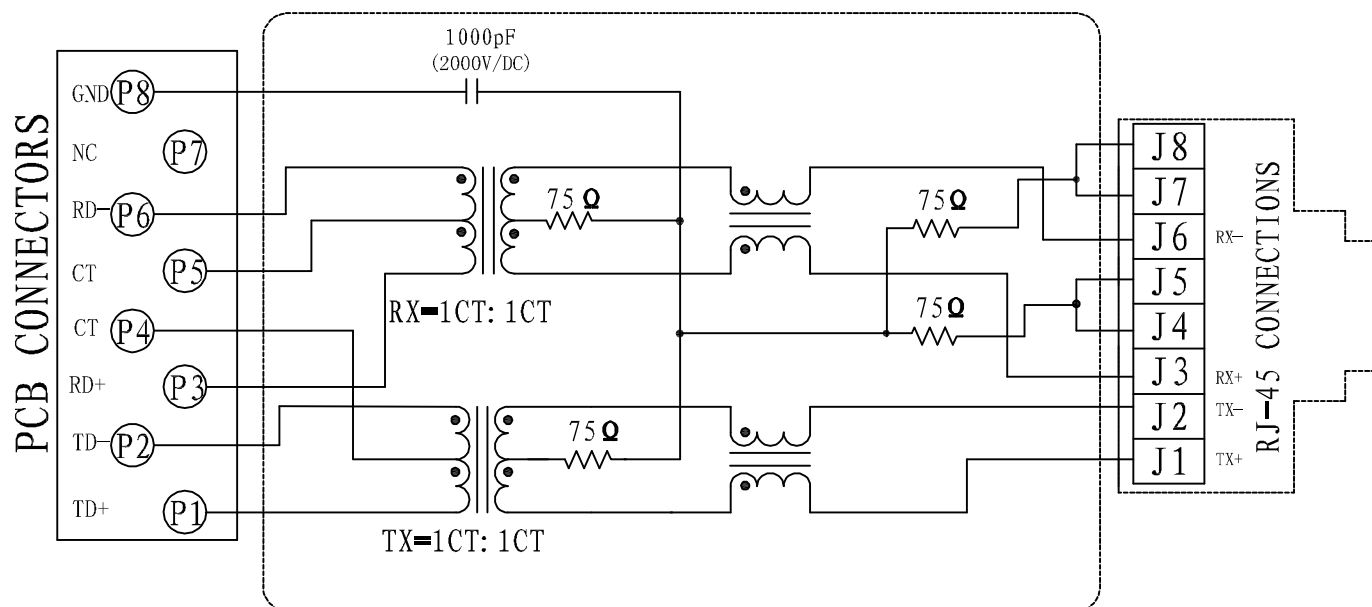 1000pF
(2000V/DC)
PCB CONNECTORS
GND P8
NC P7
RD- P6
CT P5
CT P4
RD+ P3
TD- P2
TD+ P1
75Ω
75Ω
75Ω
75Ω
RX=1CT: 1CT
TX=1CT: 1CT
J8
J7
J6 RX-
J5
J4
J3 RX+
J2 TX-
J1 TX+
RJ-45 CONNECTIONS